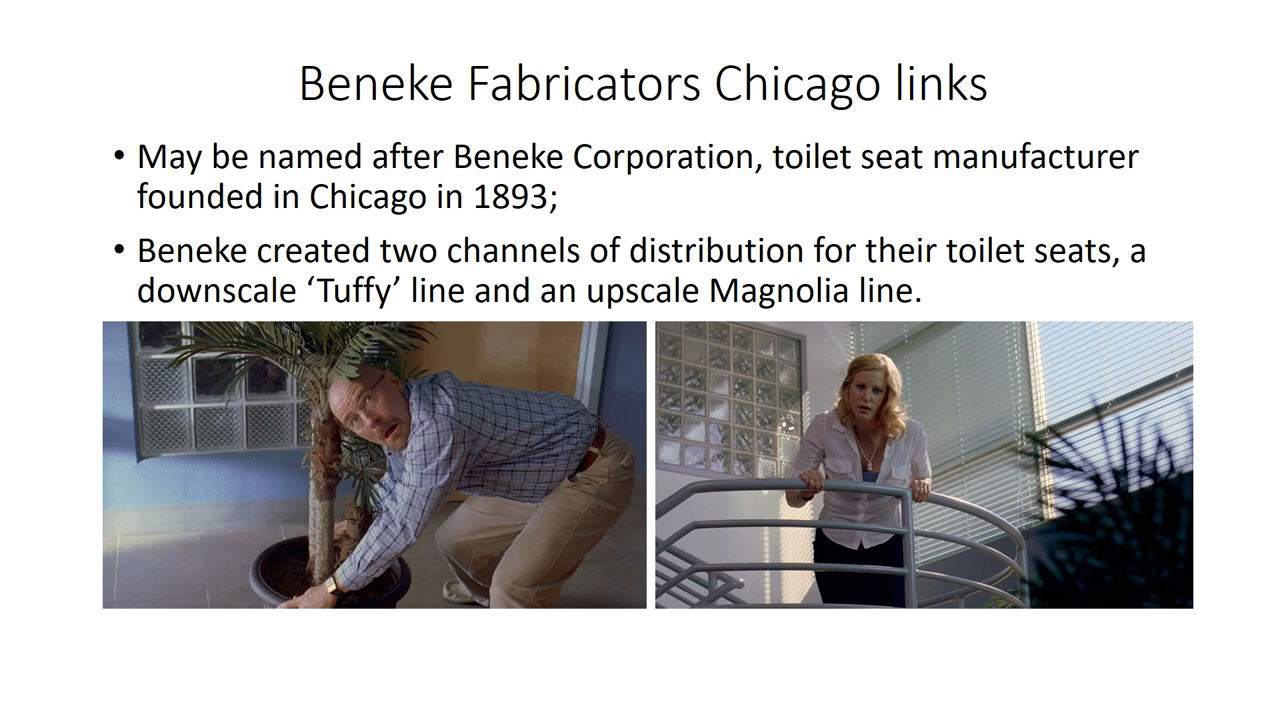 Beneke Fabricators Chicago links
• May be named after Beneke Corporation, toilet seat manufacturer
founded in Chicago in 1893;
• Beneke created two channels of distribution for their toilet seats, a
downscale ‘Tuffy’ line and an upscale Magnolia line.